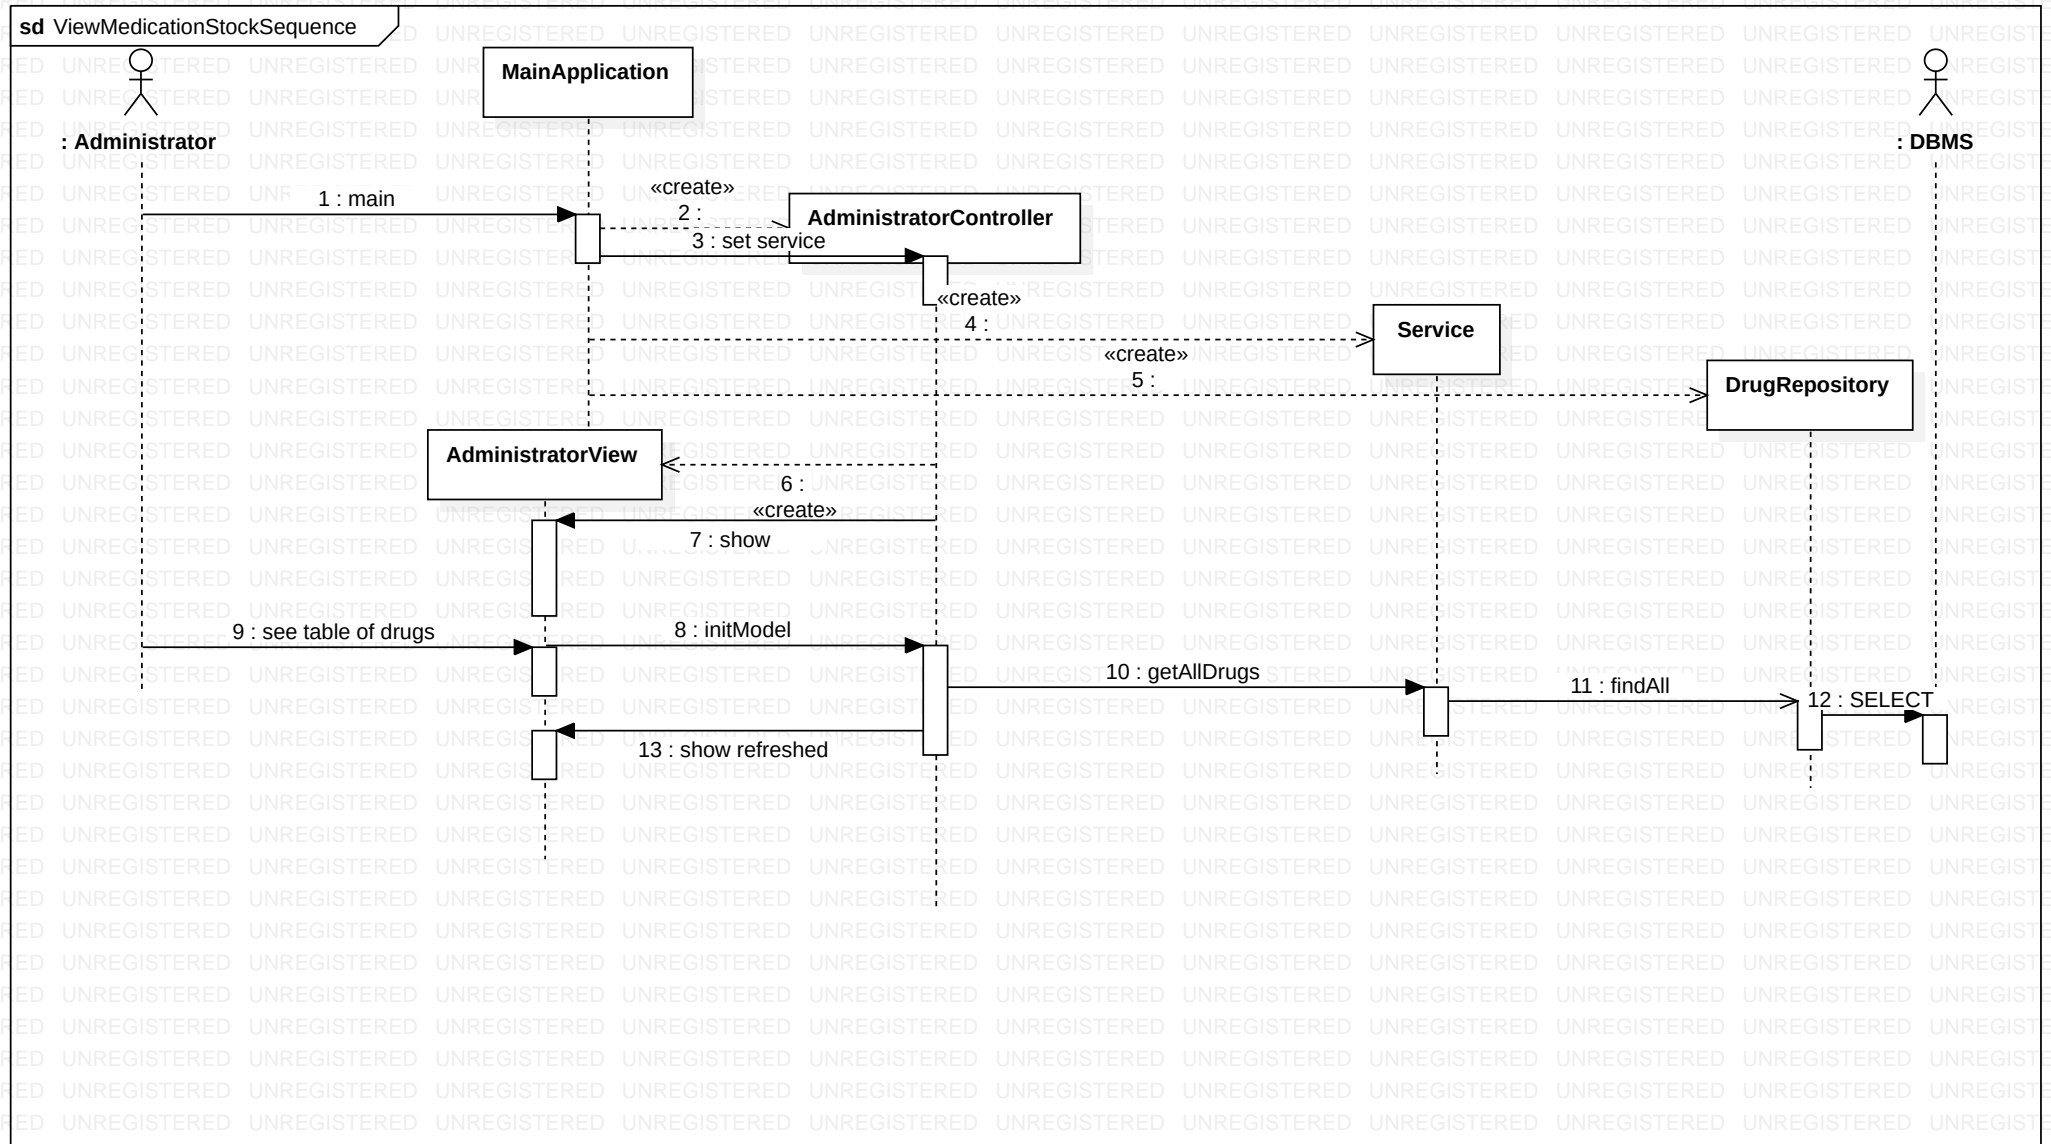 sd ViewMedicationStockSequence
MainApplication
: Administrator
: DBMS
1 : main
«create»
2 :
AdministratorController
3 : set service
«create»
4 :
Service
«create»
5 :
DrugRepository
AdministratorView
6 :
«create»
7 : show
9 : see table of drugs
8 : initModel
10 : getAllDrugs
11 : findAll
12 : SELECT
13 : show refreshed
UNREGISTERED